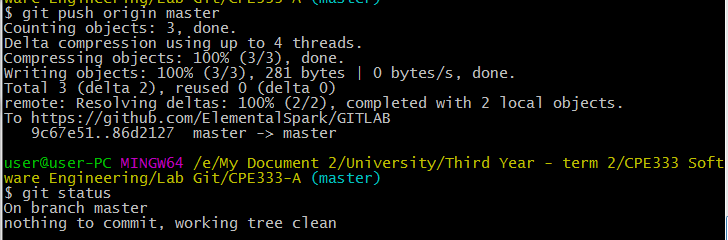 ware Engineering/Lab Git/CPE333-A (master)
$ git push origin master
Counting objects: 3, done.
Delta compression using up to 4 threads.
Compressing objects: 100% (3/3), done.
Writing objects: 100% (3/3), 281 bytes | 0 bytes/s, done.
Total 3 (delta 2), reused 0 (delta 0)
remote: Resolving deltas: 100% (2/2), completed with 2 local objects.
To https://github.com/ElementalSpark/GITLAB
   9c67e51..86d2127  master -> master
user@user-PC MINGW64 /e/My Document 2/University/Third Year - term 2/CPE333 Soft
ware Engineering/Lab Git/CPE333-A (master)
$ git status
On branch master
nothing to commit, working tree clean